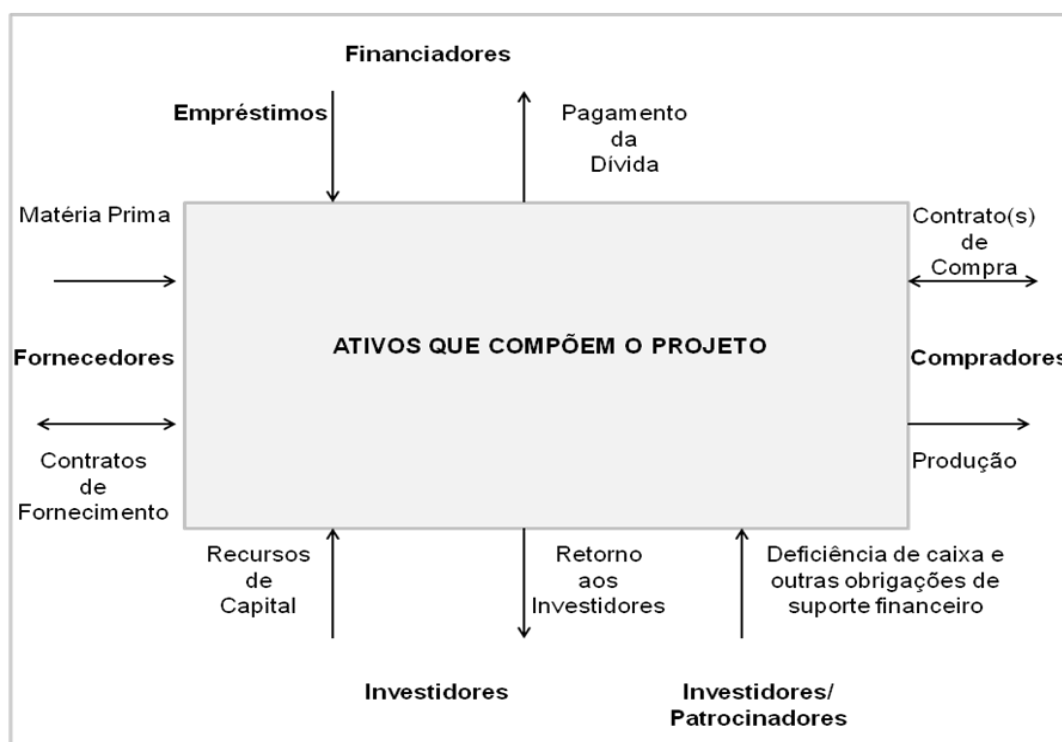 Financiadores
Empréstimos
Pagamento
da
Dívida
Matéria Prima
Contrato(s)
de
Compra
ATIVOS QUE COMPÕEM O PROJETO
Fornecedores
Compradores
Contratos
de
Fornecimento
Produção
Recursos
de
Capital
Retorno
ao
Investidores
Deficiência de caixa e
outras obrigações de
suporte financeiro
Investidores
Investidores/
Patrocinadores